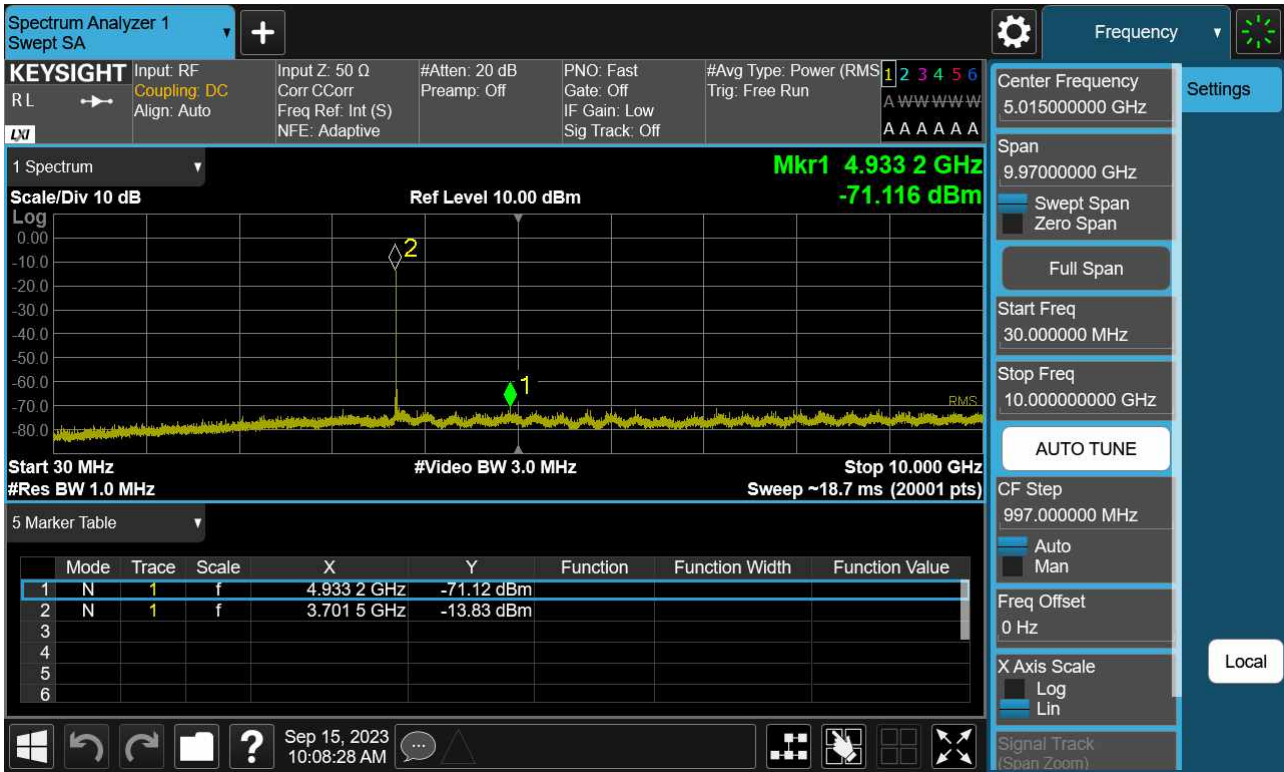 Spectrum Analyzer 1
Swept SA
Frequency
KEYSIGHT
R L
LXI
Input: RF
Coupling: DC
Align: Auto
Input Z: 50 Ω
Corr CCorr
Freq Ref: Int (S)
NFE: Adaptive
#Atten: 20 dB
Preamp: Off
PNO: Fast
Gate: Off
IF Gain: Low
Sig Track: Off
#Avg Type: Power (RMS
Trig: Free Run
1 2 3 4 5 6
A W W W W W
A A A A A A
1 Spectrum
Mkr1 4.933 2 GHz
-71.116 dBm
Scale/Div 10 dB
Ref Level 10.00 dBm
Log
0.00
-10.0
-20.0
-30.0
-40.0
-50.0
-60.0
-70.0
-80.0
2
1
RMS
Start 30 MHz
#Video BW 3.0 MHz
Stop 10.000 GHz
#Res BW 1.0 MHz
Sweep ~18.7 ms (20001 pts)
5 Marker Table
Mode Trace Scale X Y Function Function Width Function Value
1 N 1 f 4.933 2 GHz -71.12 dBm
2 N 1 f 3.701 5 GHz -13.83 dBm
3
4
5
6
?
Sep 15, 2023
10:08:28 AM
Center Frequency
5.015000000 GHz
Settings
Span
9.97000000 GHz
Swept Span
Zero Span
Full Span
Start Freq
30.000000 MHz
Stop Freq
10.000000000 GHz
AUTO TUNE
CF Step
997.000000 MHz
Auto
Man
Freq Offset
0 Hz
X Axis Scale
Log
Lin
Local
Signal Track
(Span Zoom)